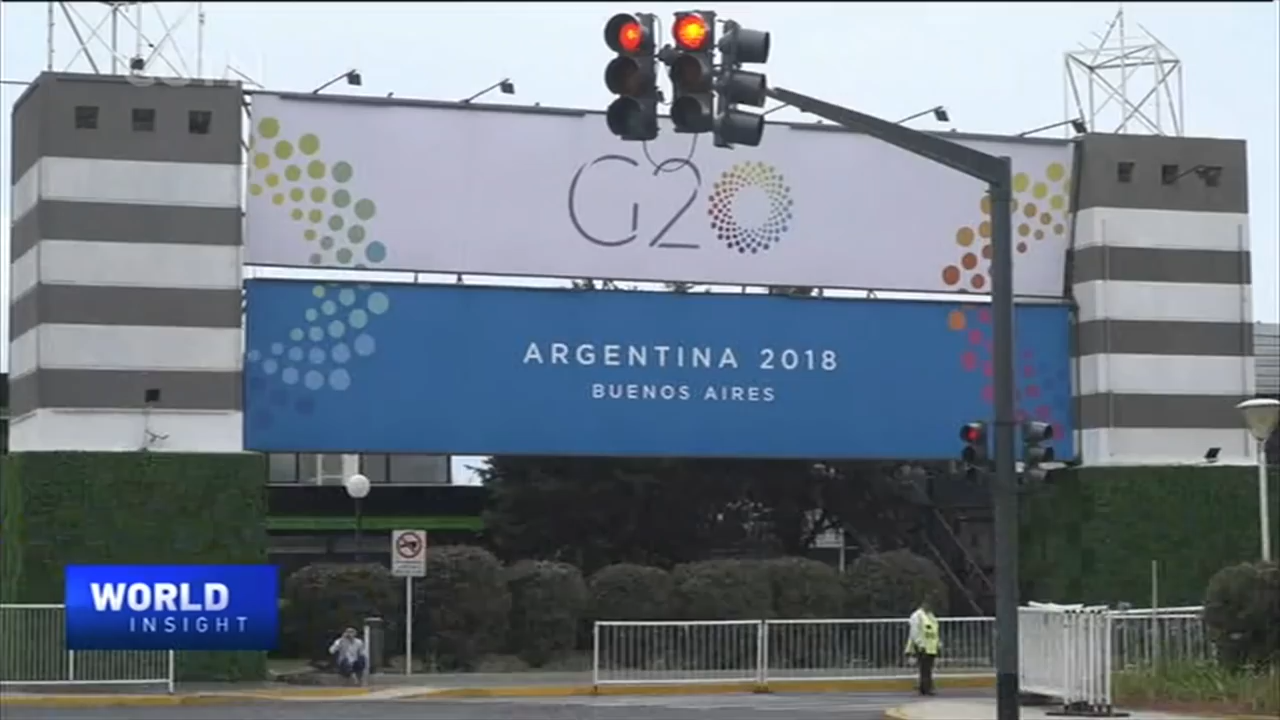 G20
ARGENTINA 2018
BUENOS AIRES
WORLD
INSIGHT